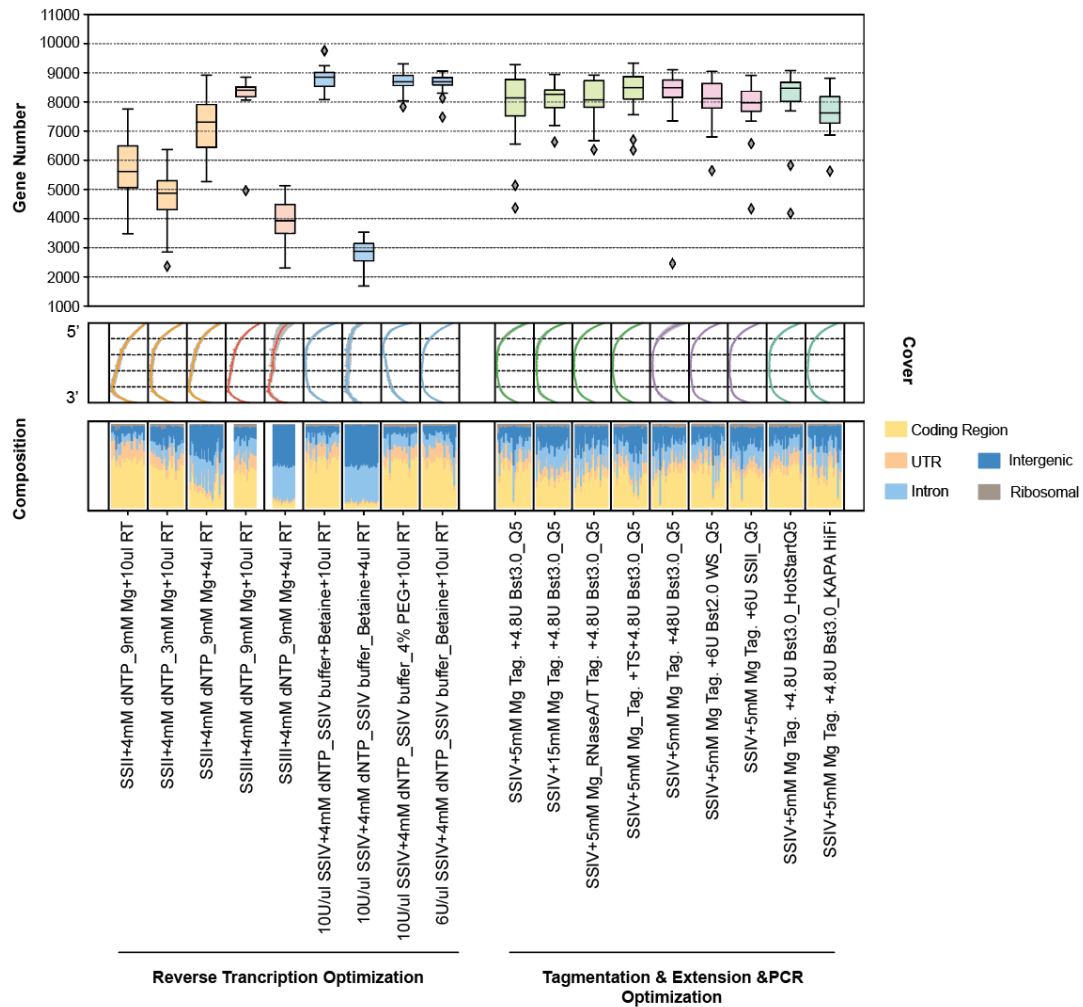 11000
10000
9000
8000
7000
6000
5000
4000
3000
2000
1000
Gene Number
5'
3'
Cover
Composition
Coding Region
UTR
Intron
Intergenic
Ribosomal
SSII+4mM dNTP_9mM Mg+10ul RT
SSII+4mM dNTP_3mM Mg+10ul RT
SSII+4mM dNTP_9mM Mg+4ul RT
SSIII+4mM dNTP_9mM Mg+10ul RT
SSIII+4mM dNTP_9mM Mg+4ul RT
10U/ul SSIV+4mM dNTP_SSIV buffer+Betaine+10ul RT
10U/ul SSIV+4mM dNTP_SSIV buffer_Betaine+4ul RT
10U/ul SSIV+4mM dNTP_SSIV buffer_4% PEG+10ul RT
6U/ul SSIV+4mM dNTP_SSIV buffer_Betaine+10ul RT
SSIV+5mM Mg Tag. +4.8U Bst3.0_Q5
SSIV+15mM Mg Tag. +4.8U Bst3.0_Q5
SSIV+5mM Mg_RNaseA/T Tag. +4.8U Bst3.0_Q5
SSIV+5mM Mg_Tag. +TS+4.8U Bst3.0_Q5
SSIV+5mM Mg Tag. +48U Bst3.0_Q5
SSIV+5mM Mg Tag. +6U Bst2.0 WS_Q5
SSIV+5mM Mg Tag. +6U SSII_Q5
SSIV+5mM Mg Tag. +4.8U Bst3.0_HotStartQ5
SSIV+5mM Mg Tag. +4.8U Bst3.0_KAPA HiFi
Reverse Trancription Optimization
Tagmentation & Extension &PCR
Optimization